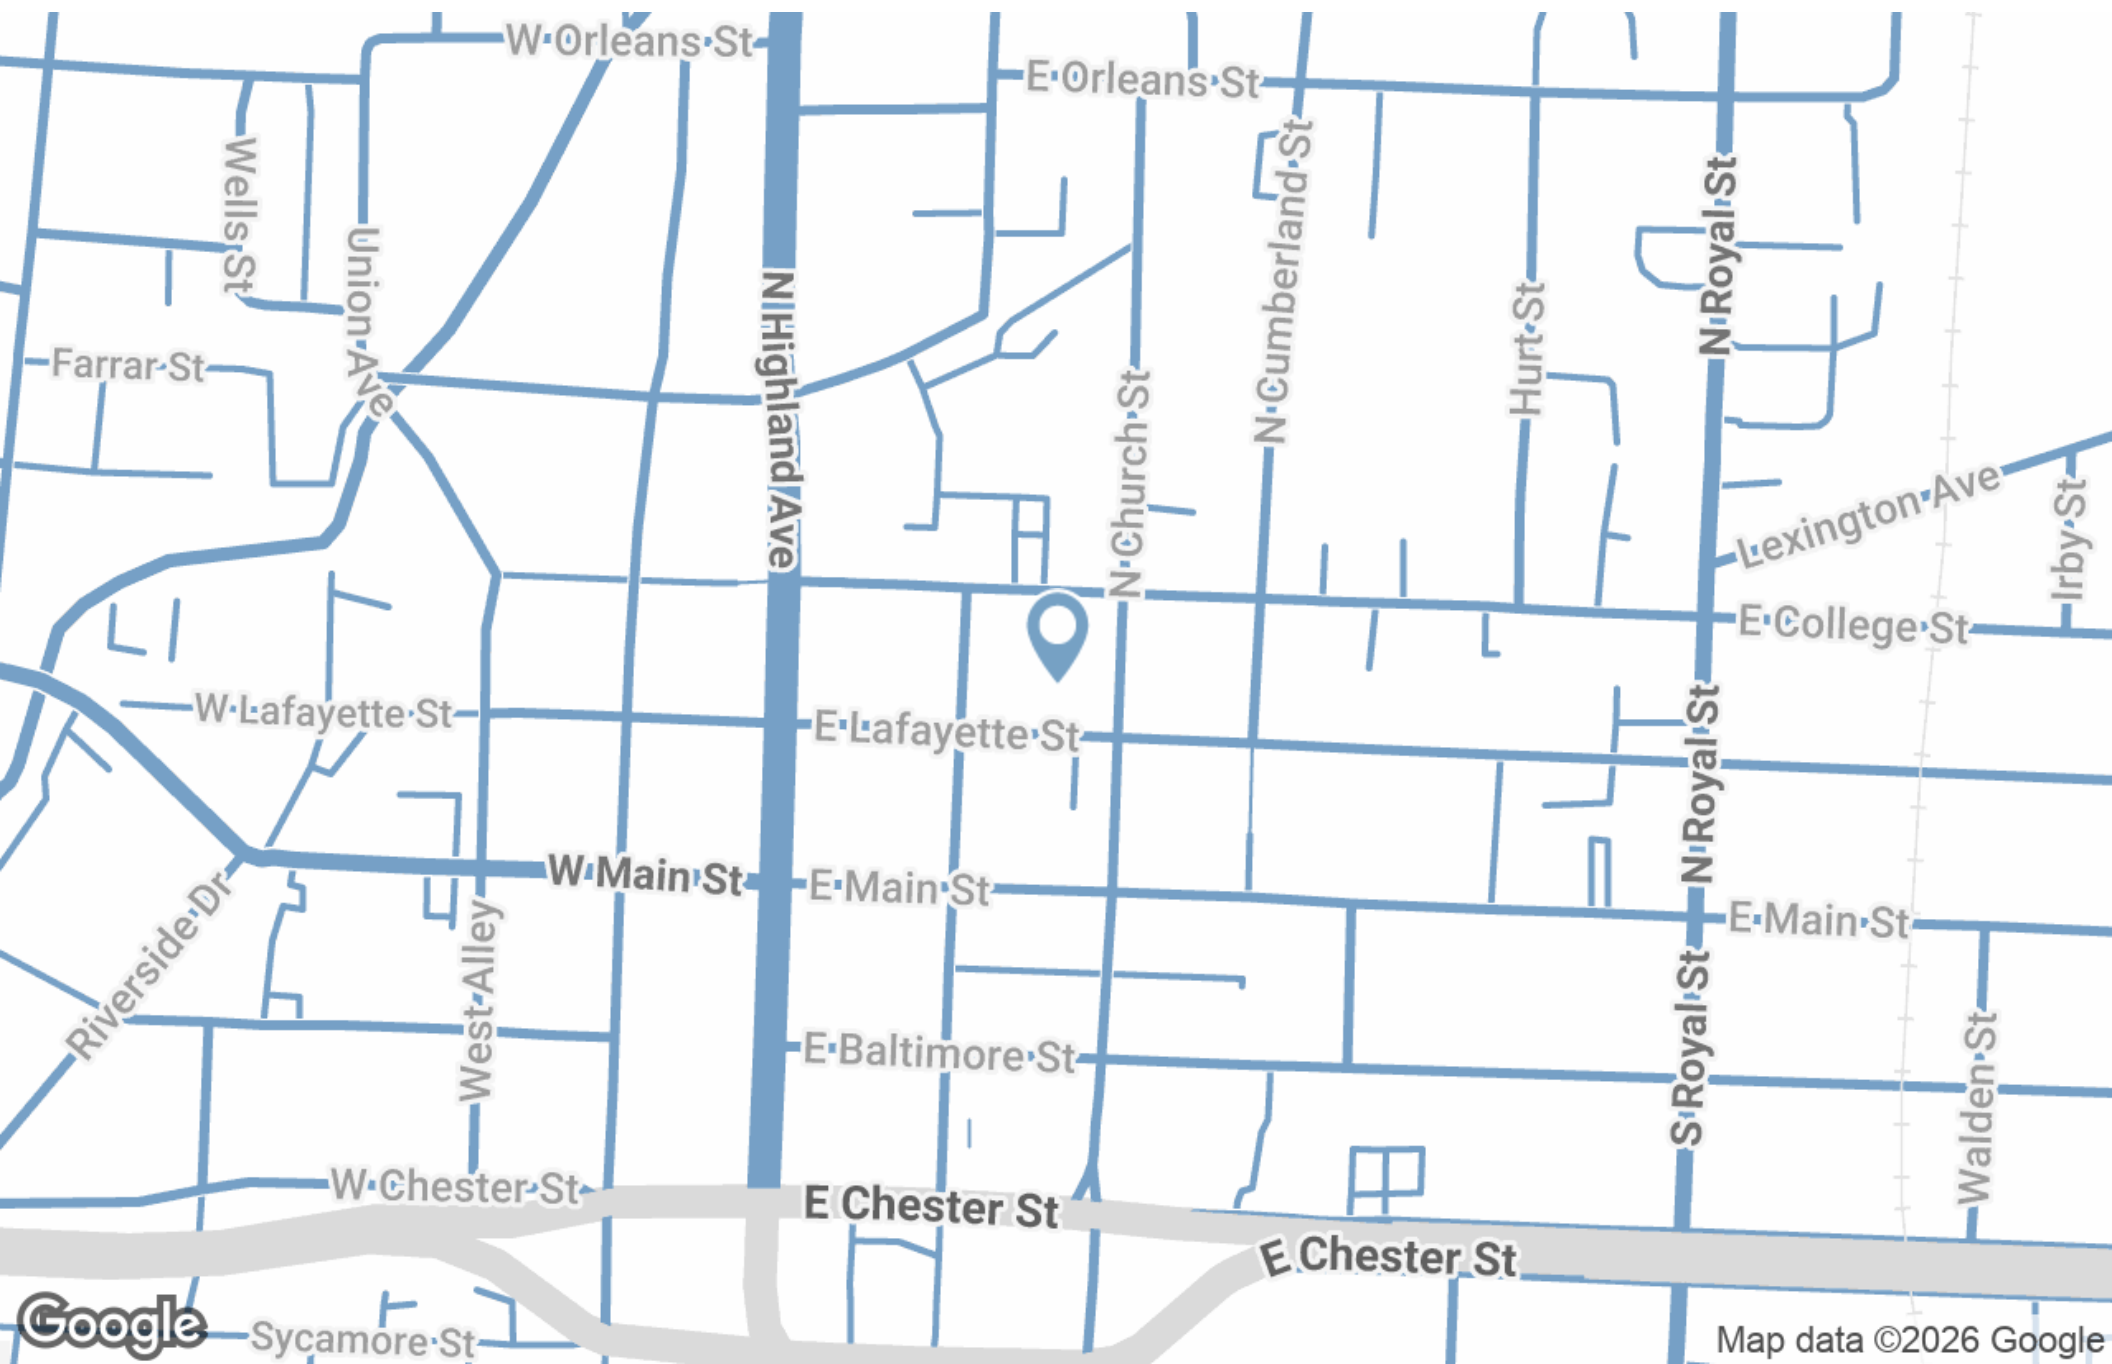 W Orleans St
E Orleans St
Wells St
Union Ave
N Highland Ave
N Church St
N Cumberland St
Hurt St
N Royal St
Farrar St
Lexington Ave
Irby St
E College St
W Lafayette St
E Lafayette St
N Royal St
W Main St
E Main St
E Main St
Riverside Dr
West Alley
E Baltimore St
S Royal St
Walden St
W Chester St
E Chester St
E Chester St
Google
Sycamore St
Map data ©2026 Google